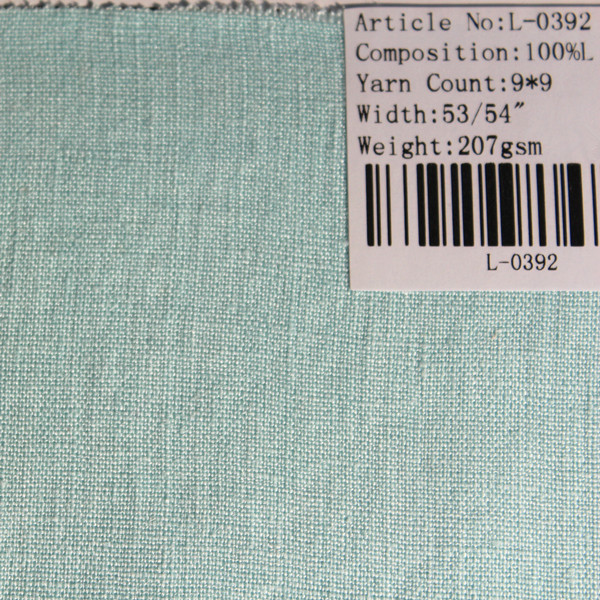 Article No:L-0392
Composition:100%L
Yarn Count:9*9
Width:53/54"
Weight:207gsm
L-0392